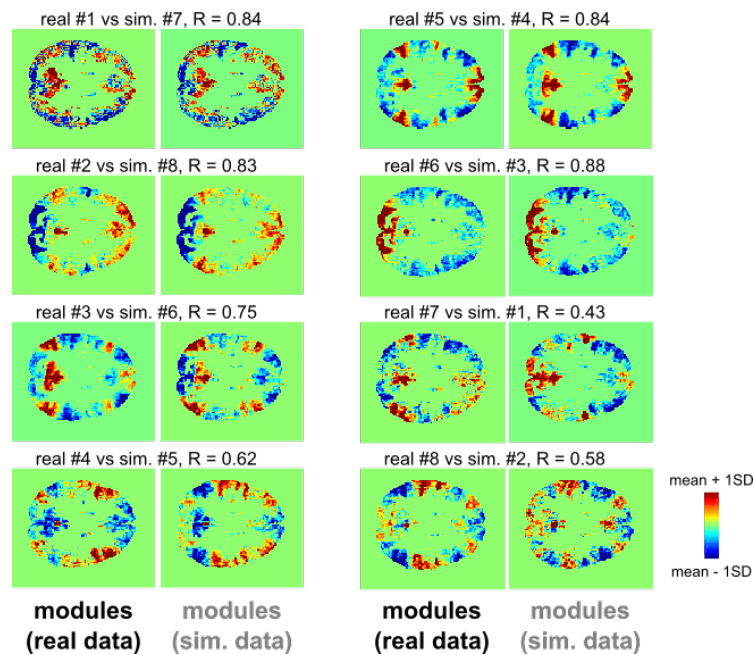 real #1 vs sim. #7, R = 0.84
real #5 vs sim. #4, R = 0.84
real #2 vs sim. #8, R = 0.83
real #6 vs sim. #3, R = 0.88
real #3 vs sim. #6, R = 0.75
real #7 vs sim. #1, R = 0.43
real #4 vs sim. #5, R = 0.62
real #8 vs sim. #2, R = 0.58
mean + 1SD
mean - 1SD
modules
(real data)
modules
(sim. data)
modules
(real data)
modules
(sim. data)